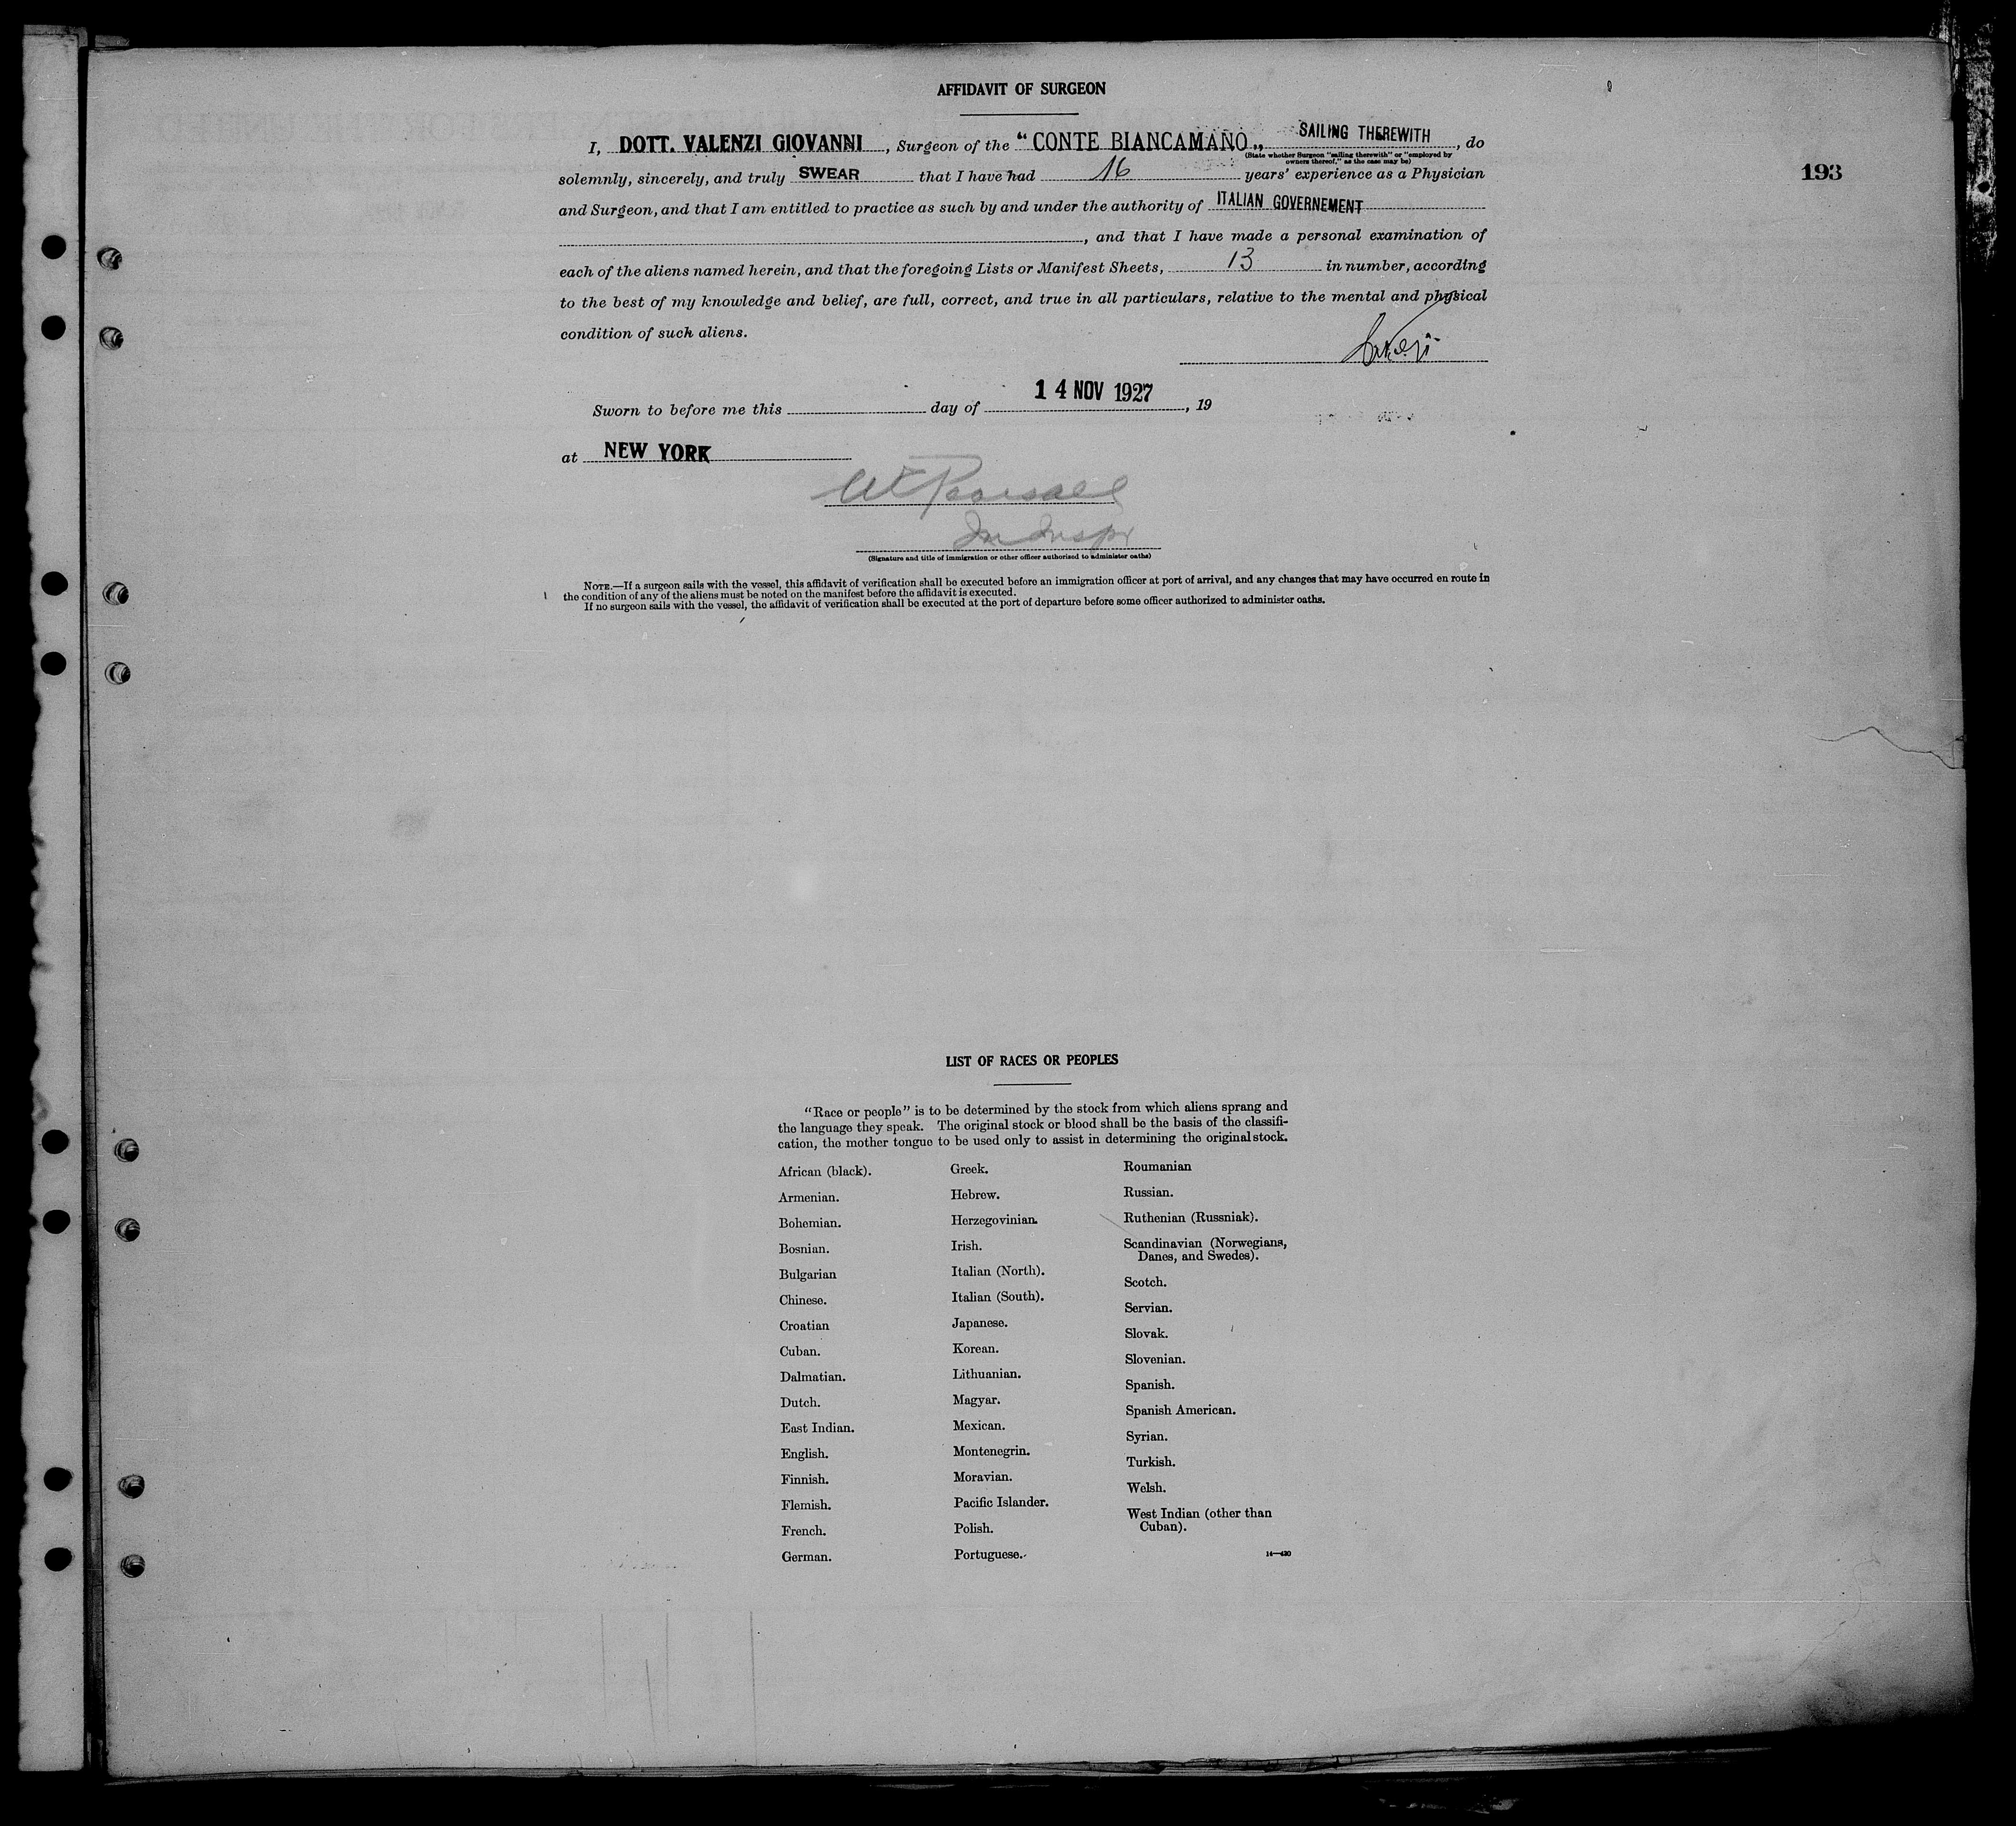 AFFIDAVIT OF SURGEON
I, DOTT. VALENZI GIOVANNI, Surgeon of the "CONTE BIANCAMANO„ SAILING THEREWITH, do
(State whether Surgeon "sailing therewith" or "employed by
owners thereof," as the case may be)
193
solemnly, sincerely, and truly SWEAR that I have had 16 years' experience as a Physician
and Surgeon, and that I am entitled to practice as such by and under the authority of ITALIAN GOVERNEMENT
, and that I have made a personal examination of
each of the aliens named herein, and that the foregoing Lists or Manifest Sheets, 13 in number, according
to the best of my knowledge and belief, are full, correct, and true in all particulars, relative to the mental and physical
condition of such aliens.
Sworn to before me this day of 14 NOV 1927, 19
at NEW YORK
Pearsall
Im Inspr
(Signature and title of immigration or other officer authorized to administer oaths)
NOTE.—If a surgeon sails with the vessel, this affidavit of verification shall be executed before an immigration officer at port of arrival, and any changes that may have occurred en route in
the condition of any of the aliens must be noted on the manifest before the affidavit is executed.
If no surgeon sails with the vessel, the affidavit of verification shall be executed at the port of departure before some officer authorized to administer oaths.
LIST OF RACES OR PEOPLES
"Race or people" is to be determined by the stock from which aliens sprang and
the language they speak. The original stock or blood shall be the basis of the classifi-
cation, the mother tongue to be used only to assist in determining the original stock.
African (black).
Armenian.
Bohemian.
Bosnian.
Bulgarian
Chinese.
Croatian
Cuban.
Dalmatian.
Dutch.
East Indian.
English.
Finnish.
Flemish.
French.
German.
Greek.
Hebrew.
Herzegovinian.
Irish.
Italian (North).
Italian (South).
Japanese.
Korean.
Lithuanian.
Magyar.
Mexican.
Montenegrin.
Moravian.
Pacific Islander.
Polish.
Portuguese.
Roumanian
Russian.
Ruthenian (Russniak).
Scandinavian (Norwegians,
Danes, and Swedes).
Scotch.
Servian.
Slovak.
Slovenian.
Spanish.
Spanish American.
Syrian.
Turkish.
Welsh.
West Indian (other than
Cuban).
14—430